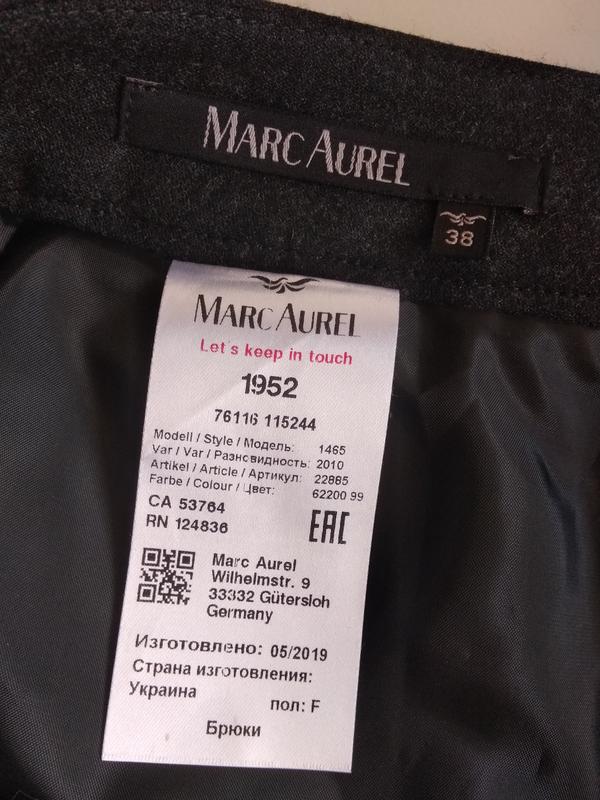 MARC AUREL
38
MARC AUREL
Let's keep in touch
1952
76116 115244
Modell / Style / Модель: 1465
Var / Var / Разновидность: 2010
Artikel / Article / Артикул: 22885
Farbe / Colour / Цвет: 62200 99
CA 53764
RN 124836
EAC
Marc Aurel
Wilhelmstr. 9
33332 Gütersloh
Germany
Изготовлено: 05/2019
Страна изготовления:
Украина
пол: F
Брюки